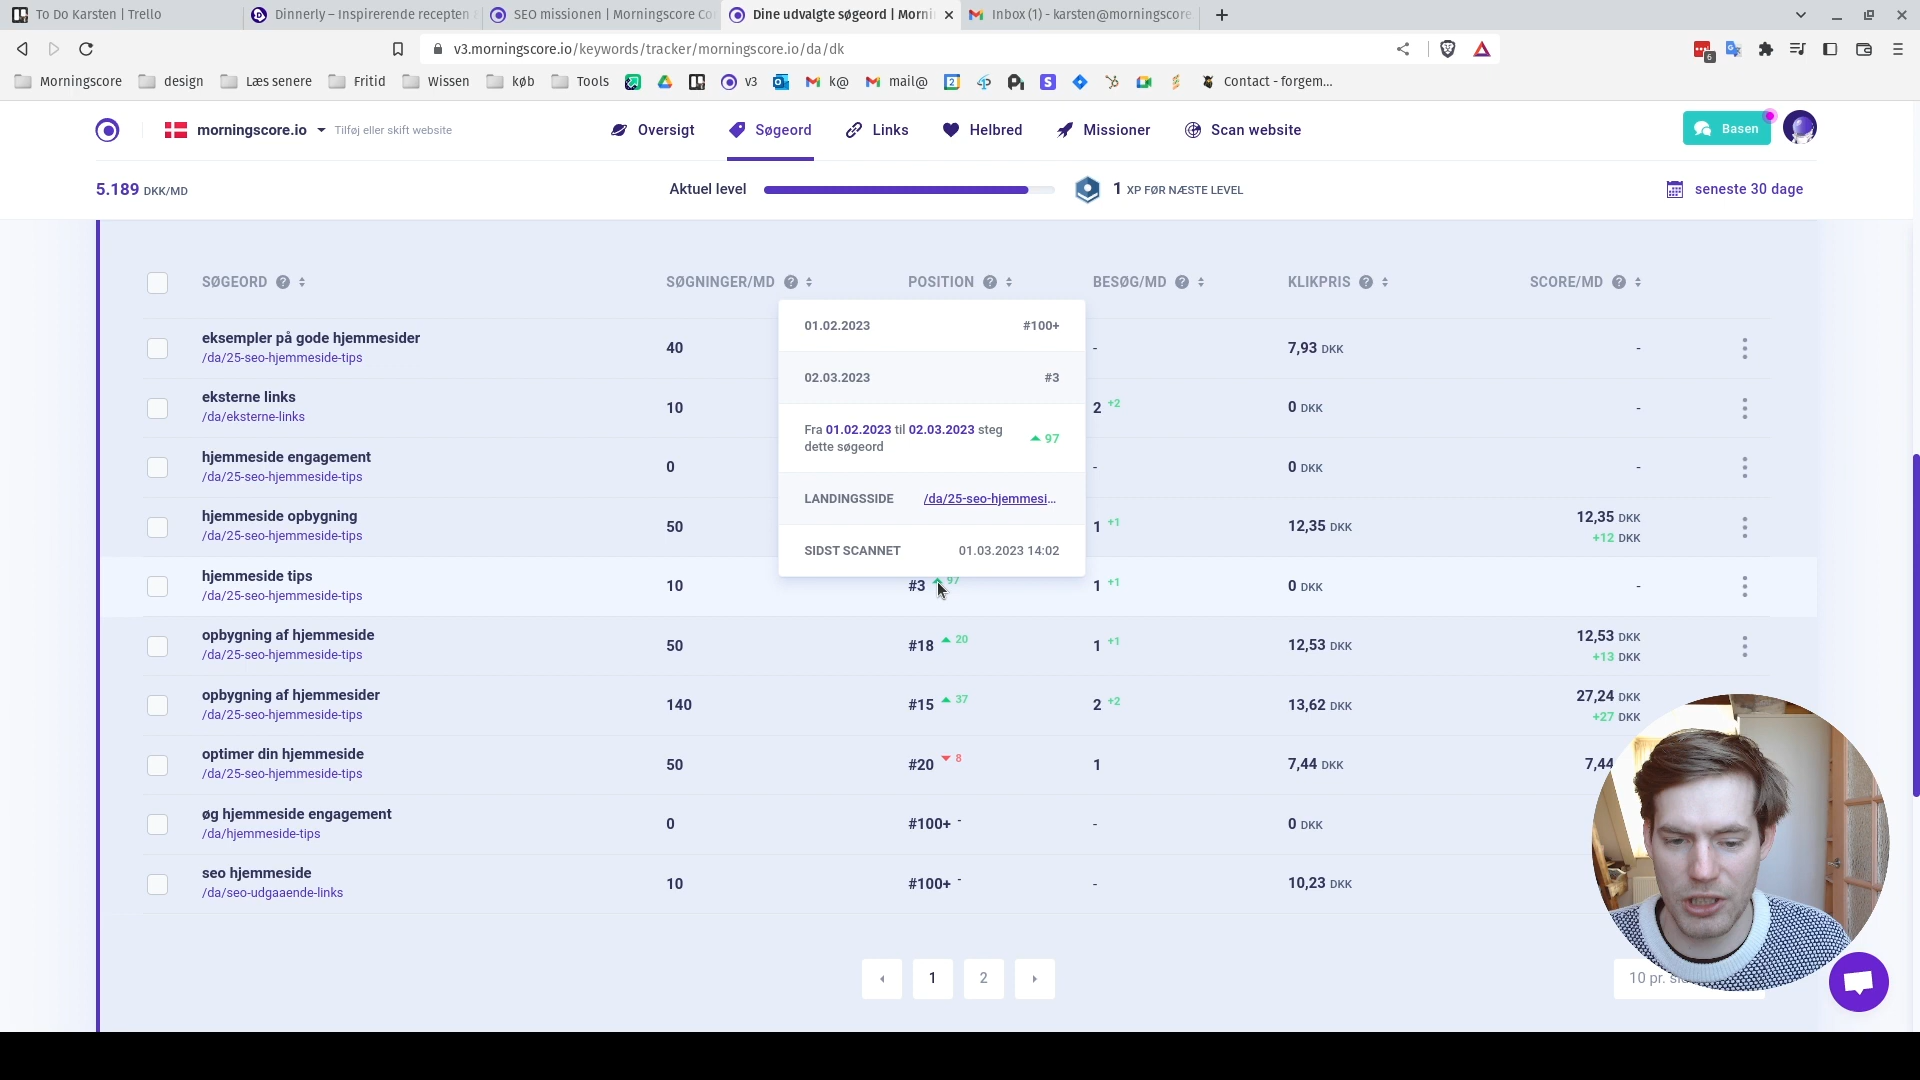 To Do Karsten | Trello
Dinnerly – Inspirerende recepten
SEO missionen | Morningscore Co
Dine udvalgte søgeord | Morni
Inbox (1) - karsten@morningscore
v3.morningscore.io/keywords/tracker/morningscore.io/da/dk
6
Morningscore design Læs senere Fritid Wissen køb Tools v3 k@ mail@ Contact - forgem...
morningscore.io Tilføj eller skift website
Oversigt Søgeord Links Helbred Missioner Scan website
Basen
5.189 DKK/MD
Aktuel level
1 XP FØR NÆSTE LEVEL
seneste 30 dage
SØGEORD ? SØGNINGER/MD ? POSITION ? BESØG/MD ? KLIKPRIS ? SCORE/MD ?
01.02.2023 #100+
02.03.2023 #3
Fra 01.02.2023 til 02.03.2023 steg
dette søgeord
97
LANDINGSSIDE /da/25-seo-hjemmesi...
SIDST SCANNET 01.03.2023 14:02
eksempler på gode hjemmesider
/da/25-seo-hjemmeside-tips
40 - 7,93 DKK -
eksterne links
/da/eksterne-links
10 2 +2 0 DKK -
hjemmeside engagement
/da/25-seo-hjemmeside-tips
0 - 0 DKK -
hjemmeside opbygning
/da/25-seo-hjemmeside-tips
50 1 +1 12,35 DKK 12,35 DKK
+12 DKK
hjemmeside tips
/da/25-seo-hjemmeside-tips
10 #3 97 1 +1 0 DKK -
opbygning af hjemmeside
/da/25-seo-hjemmeside-tips
50 #18 20 1 +1 12,53 DKK 12,53 DKK
+13 DKK
opbygning af hjemmesider
/da/25-seo-hjemmeside-tips
140 #15 37 2 +2 13,62 DKK 27,24 DKK
+27 DKK
optimer din hjemmeside
/da/25-seo-hjemmeside-tips
50 #20 8 1 7,44 DKK 7,44
øg hjemmeside engagement
/da/hjemmeside-tips
0 #100+ - - 0 DKK
seo hjemmeside
/da/seo-udgaaende-links
10 #100+ - - 10,23 DKK
1 2
10 pr.